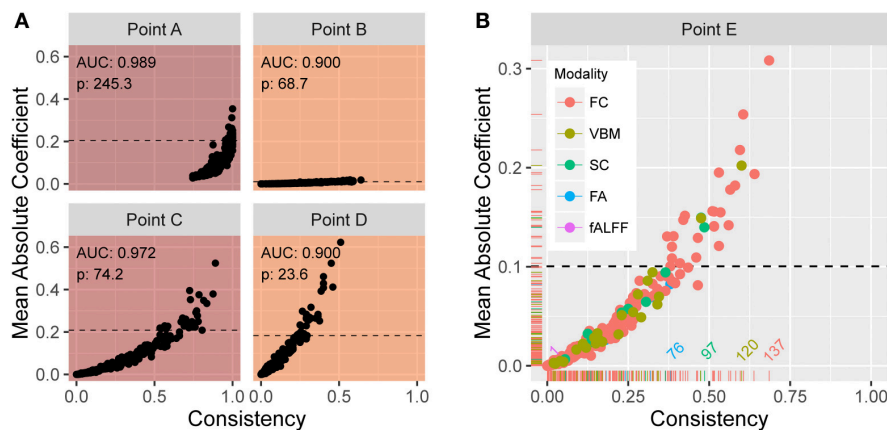 A
Point A
Point B
AUC: 0.989
p: 245.3
AUC: 0.900
p: 68.7
0.6
0.4
0.2
0.0
Point C
Point D
AUC: 0.972
p: 74.2
AUC: 0.900
p: 23.6
0.6
0.4
0.2
0.0
0.0
0.5
1.0
0.0
0.5
1.0
Mean Absolute Coefficient
Consistency
B
Point E
Modality
FC
VBM
SC
FA
fALFF
0.3
0.2
0.1
0.0
1
76
97
120
137
0.00
0.25
0.50
0.75
1.00
Mean Absolute Coefficient
Consistency